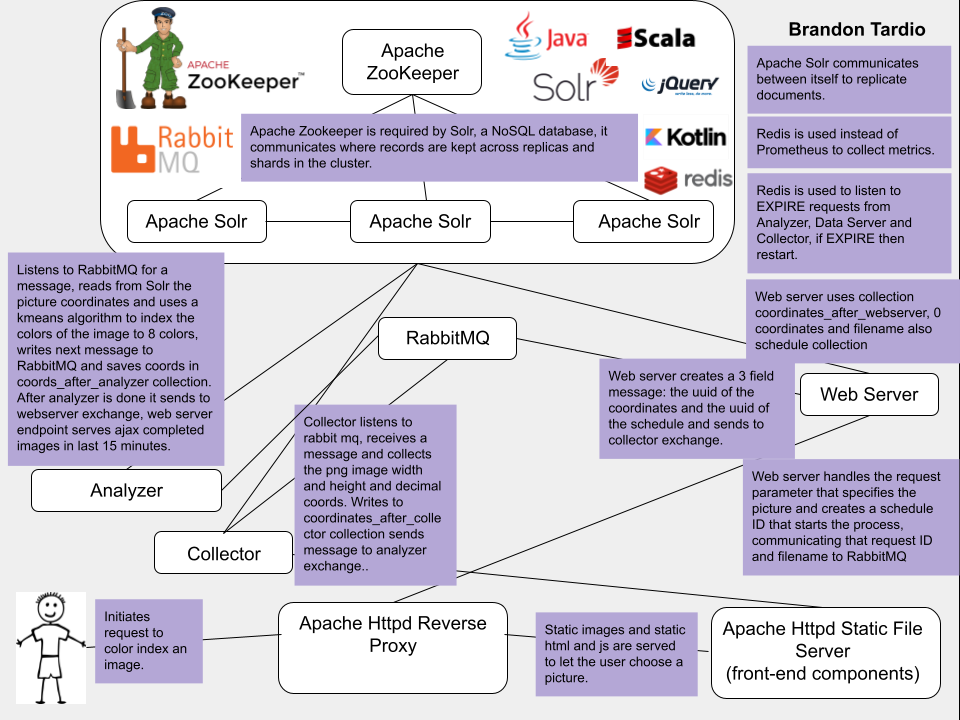 APACHE
ZooKeeper™
Apache
ZooKeeper
Java
Scala
Solr
jQuery
write less, do more.
Brandon Tardio
Apache Solr communicates
between itself to replicate
documents.
Rabbit
MQ
Apache Zookeeper is required by Solr, a NoSQL database, it
communicates where records are kept across replicas and
shards in the cluster.
Kotlin
redis
Redis is used instead of
Prometheus to collect metrics.
Apache Solr
Apache Solr
Apache Solr
Redis is used to listen to
EXPIRE requests from
Analyzer, Data Server and
Collector, if EXPIRE then
restart.
Listens to RabbitMQ for a
message, reads from Solr the
picture coordinates and uses a
kmeans algorithm to index the
colors of the image to 8 colors,
writes next message to
RabbitMQ and saves coords in
coords_after_analyzer collection.
After analyzer is done it sends to
webserver exchange, web server
endpoint serves ajax completed
images in last 15 minutes.
Web server uses collection
coordinates_after_webserver, 0
coordinates and filename also
schedule collection
RabbitMQ
Web server creates a 3 field
message: the uuid of the
coordinates and the uuid of
the schedule and sends to
collector exchange.
Web Server
Collector listens to
rabbit mq, receives a
message and collects
the png image width
and height and decimal
coords. Writes to
coordinates_after_colle
ctor collection sends
message to analyzer
exchange..
Analyzer
Web server handles the request
parameter that specifies the
picture and creates a schedule
ID that starts the process,
communicating that request ID
and filename to RabbitMQ
Collector
Initiates
request to
color index an
image.
Apache Httpd Reverse
Proxy
Static images and static
html and js are served
to let the user choose a
picture.
Apache Httpd Static File
Server
(front-end components)